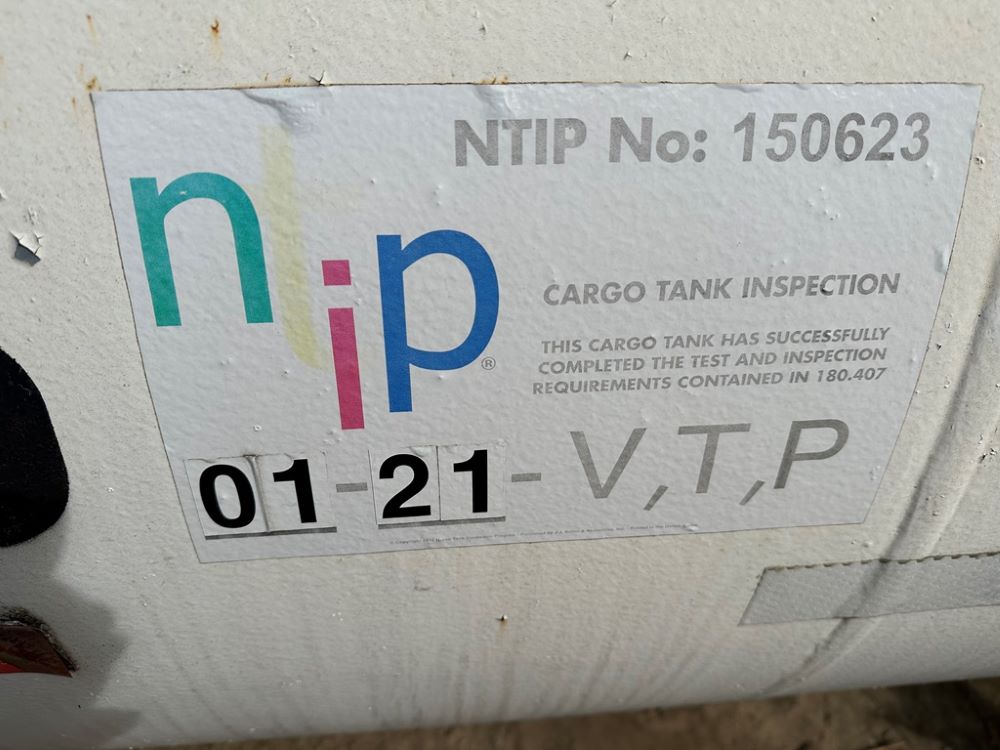 NTIP No: 150623
ntip®
CARGO TANK INSPECTION
THIS CARGO TANK HAS SUCCESSFULLY
COMPLETED THE TEST AND INSPECTION
REQUIREMENTS CONTAINED IN 180.407
01-21-V,T,P